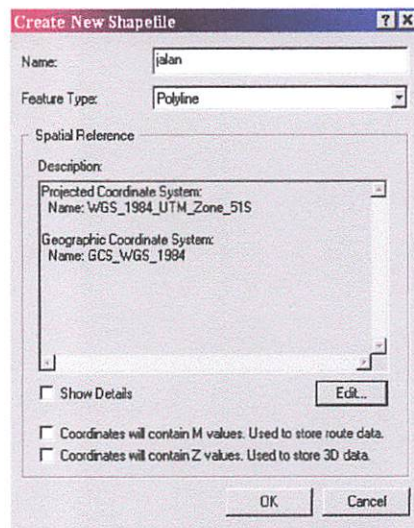 Create New Shapefile
Name: jalan
Feature Type: Polyline
Spatial Reference
Description:
Projected Coordinate System:
Name: WGS_1984_UTM_Zone_51S
Geographic Coordinate System:
Name: GCS_WGS_1984
Show Details
Edit...
Coordinates will contain M values. Used to store route data.
Coordinates will contain Z values. Used to store 3D data.
OK Cancel